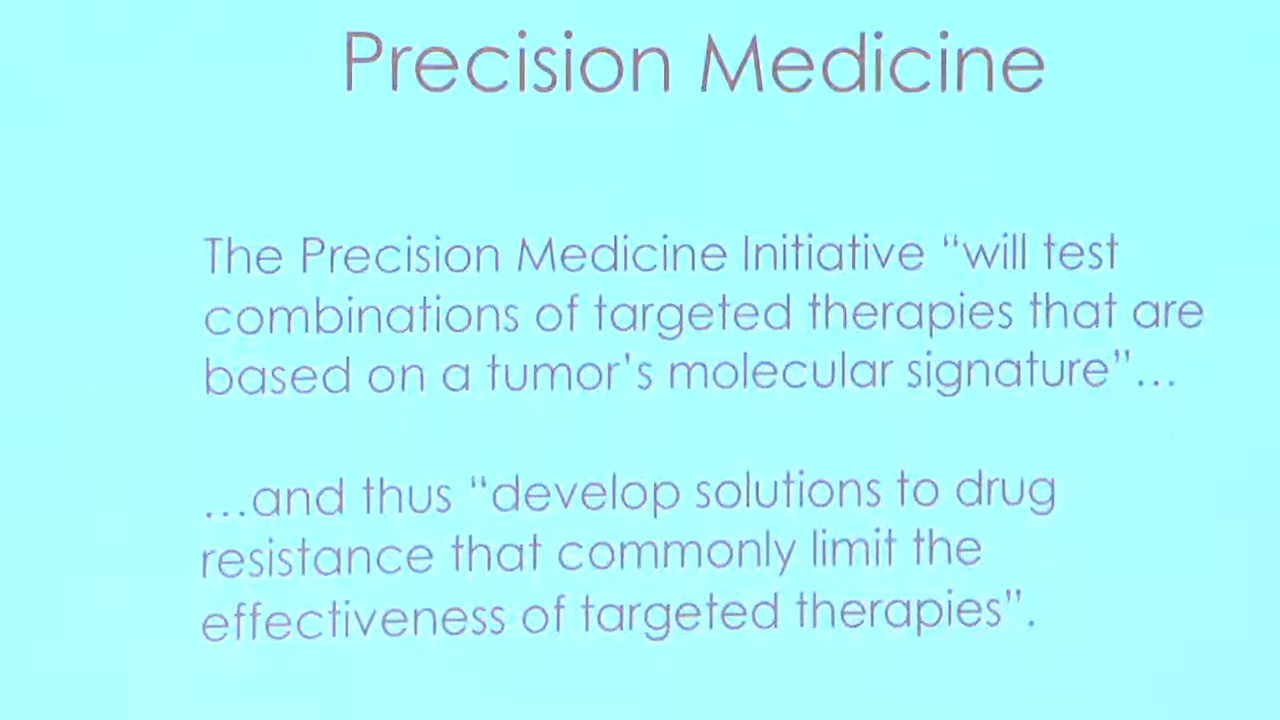 Precision Medicine
The Precision Medicine Initiative “will test
combinations of targeted therapies that are
based on a tumor's molecular signature”...
...and thus “develop solutions to drug
resistance that commonly limit the
effectiveness of targeted therapies”.